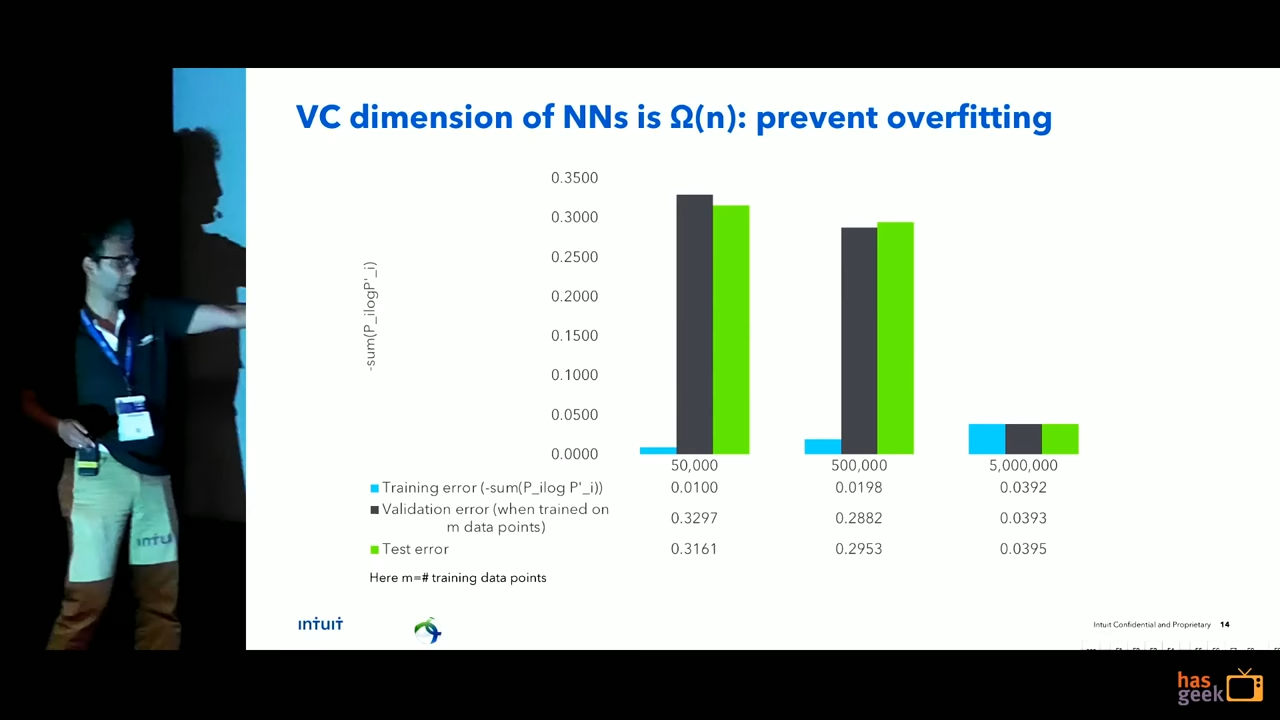 VC dimension of NNs is Ω(n): prevent overfitting
0.3500
0.3000
0.2500
0.2000
0.1500
0.1000
0.0500
0.0000
-sum(P_ilogP'_i)
50,000 500,000 5,000,000
Training error (-sum(P_ilog P'_i)) 0.0100 0.0198 0.0392
Validation error (when trained on
m data points) 0.3297 0.2882 0.0393
Test error 0.3161 0.2953 0.0395
Here m=# training data points
intuit
Intuit Confidential and Proprietary 14
intu
has
geek